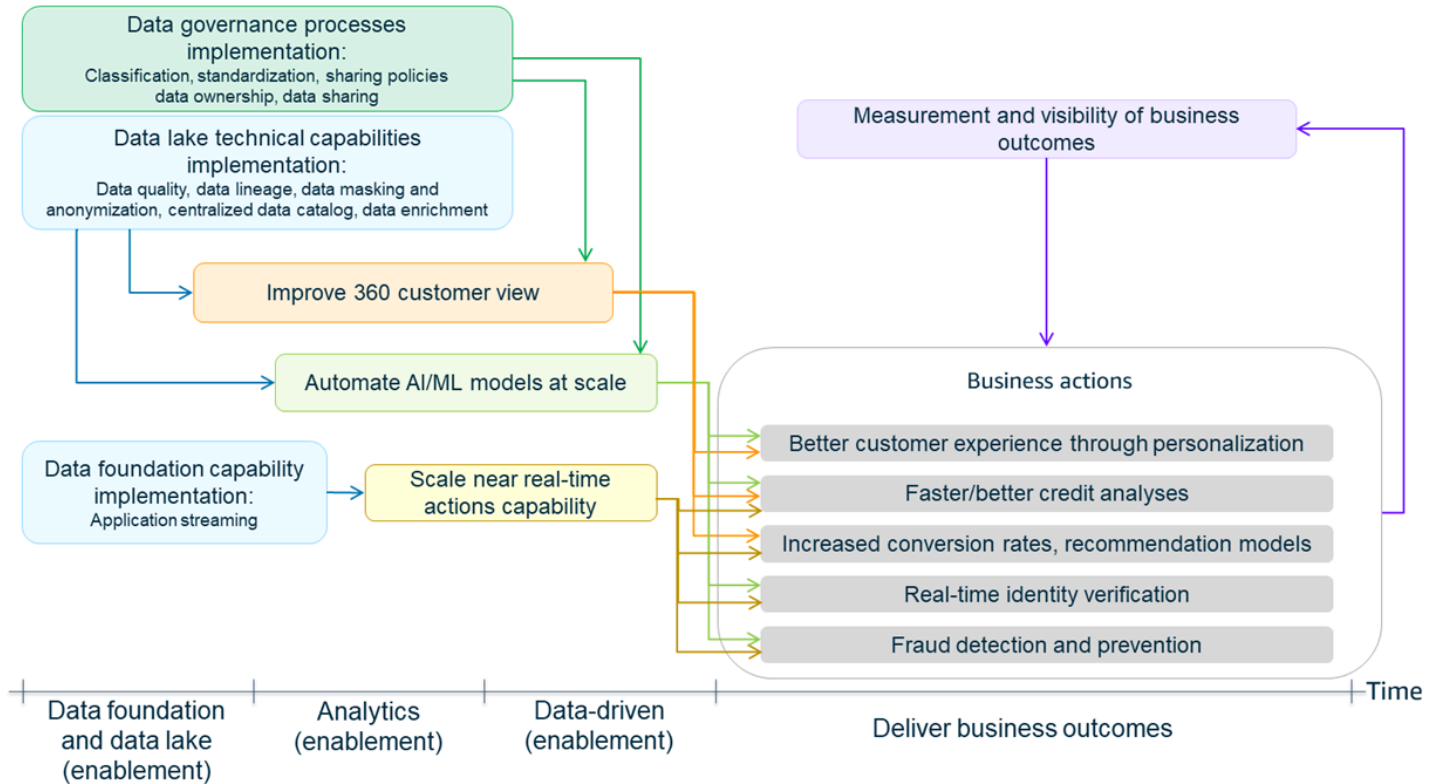 Data governance processes
implementation:
Classification, standardization, sharing policies
data ownership, data sharing
Data lake technical capabilities
implementation:
Data quality, data lineage, data masking and
anonymization, centralized data catalog, data enrichment
Measurement and visibility of business
outcomes
Improve 360 customer view
Automate AI/ML models at scale
Data foundation capability
implementation:
Application streaming
Scale near real-time
actions capability
Business actions
Better customer experience through personalization
Faster/better credit analyses
Increased conversion rates, recommendation models
Real-time identity verification
Fraud detection and prevention
Time
Data foundation
and data lake
(enablement)
Analytics
(enablement)
Data-driven
(enablement)
Deliver business outcomes